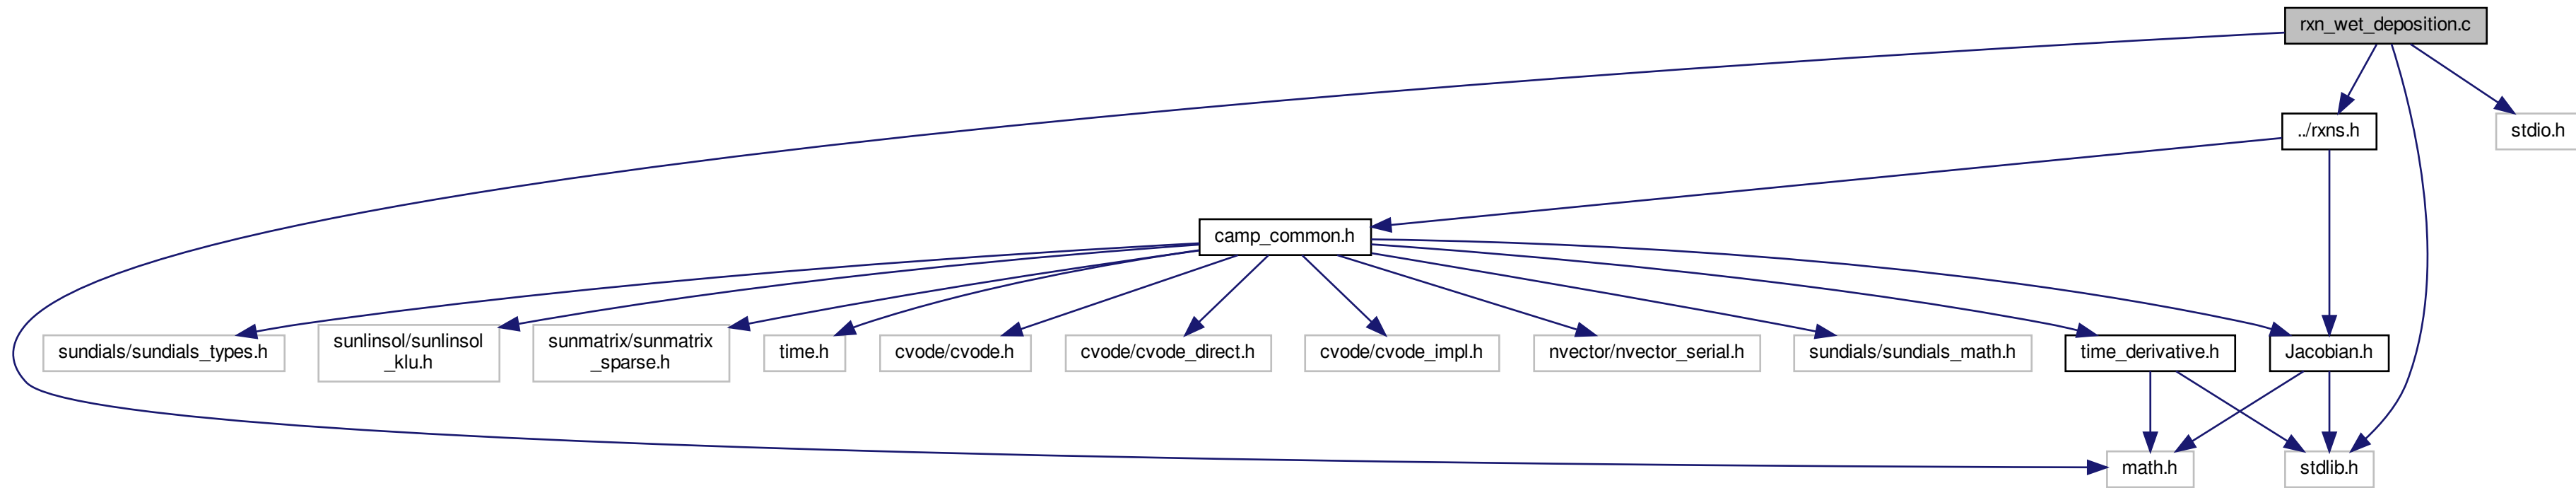 rxn_wet_deposition.c
../rxns.h
stdio.h
camp_common.h
sundials/sundials_types.h
sunlinsol/sunlinsol
_klu.h
sunmatrix/sunmatrix
_sparse.h
time.h
cvode/cvode.h
cvode/cvode_direct.h
cvode/cvode_impl.h
nvector/nvector_serial.h
sundials/sundials_math.h
time_derivative.h
Jacobian.h
math.h
stdlib.h